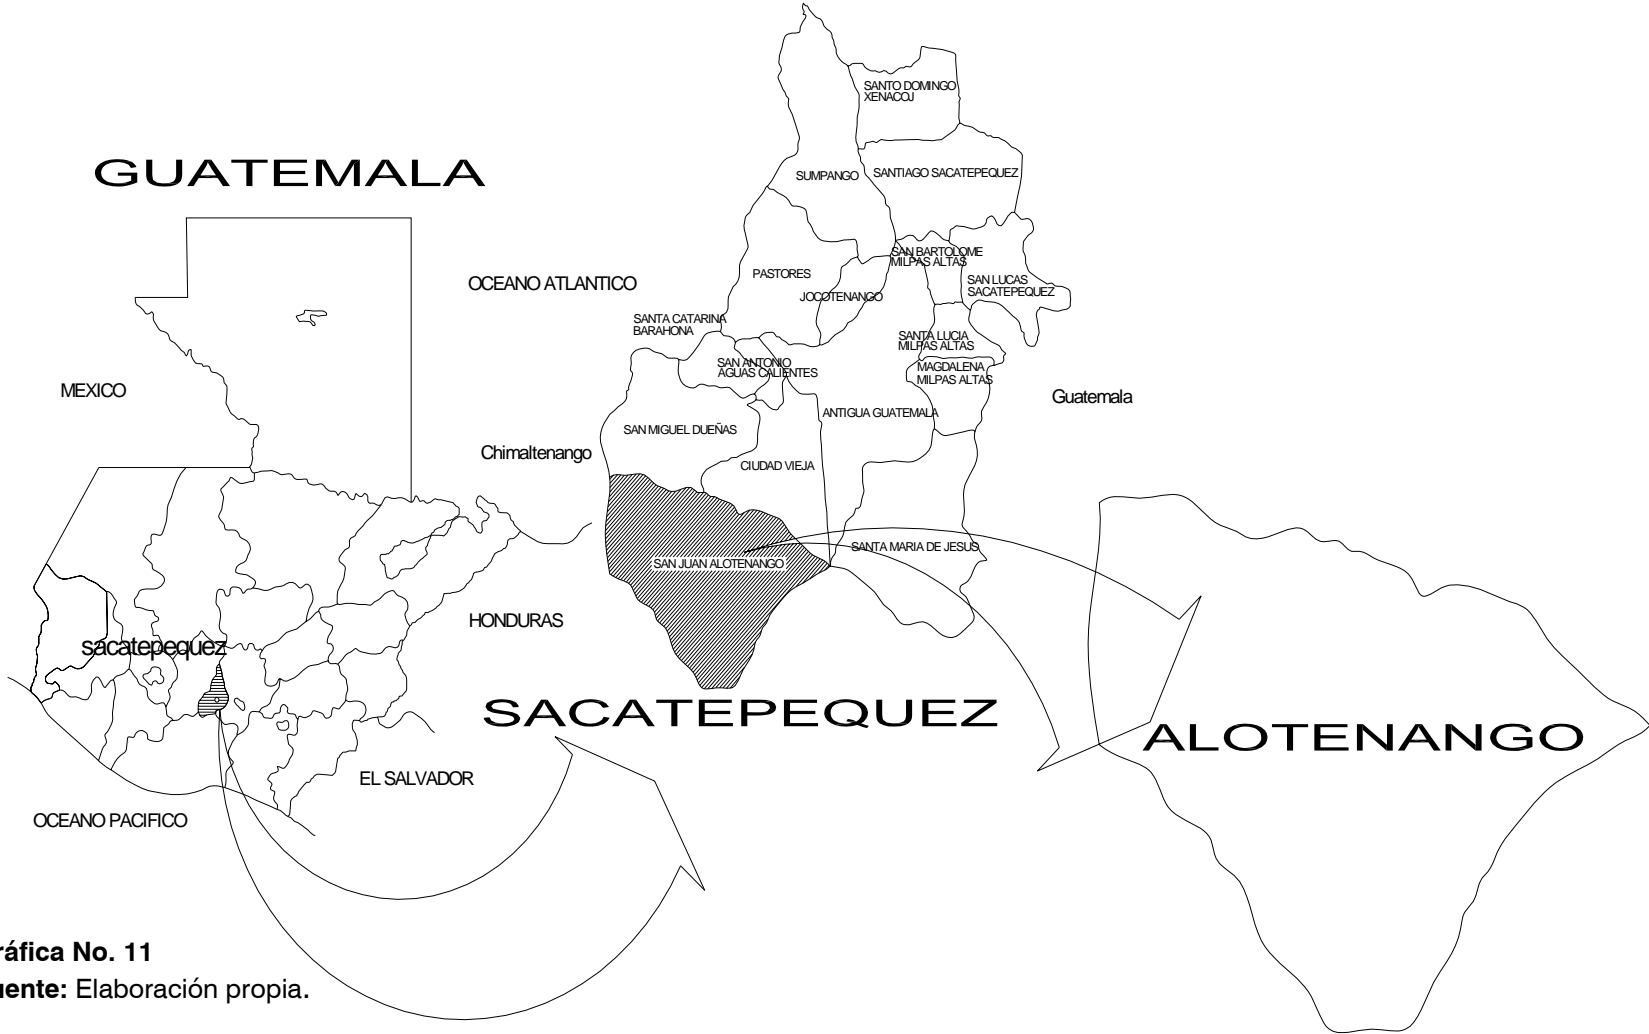 GUATEMALA
OCEANO ATLANTICO
MEXICO
Chimaltenango
sacatepequez
HONDURAS
EL SALVADOR
OCEANO PACIFICO
SANTO DOMINGO
XENACOJ
SUMPANGO
SANTIAGO SACATEPEQUEZ
SAN BARTOLOME
MILPAS ALTAS
PASTORES
JOCOTENANGO
SAN LUCAS
SACATEPEQUEZ
SANTA CATARINA
BARAHONA
SANTA LUCIA
MILPAS ALTAS
SAN ANTONIO
AGUAS CALIENTES
MAGDALENA
MILPAS ALTAS
Guatemala
ANTIGUA GUATEMALA
SAN MIGUEL DUEÑAS
CIUDAD VIEJA
SANTA MARIA DE JESUS
SAN JUAN ALOTENANGO
SACATEPEQUEZ
ALOTENANGO
ráfica No. 11
uente: Elaboración propia.